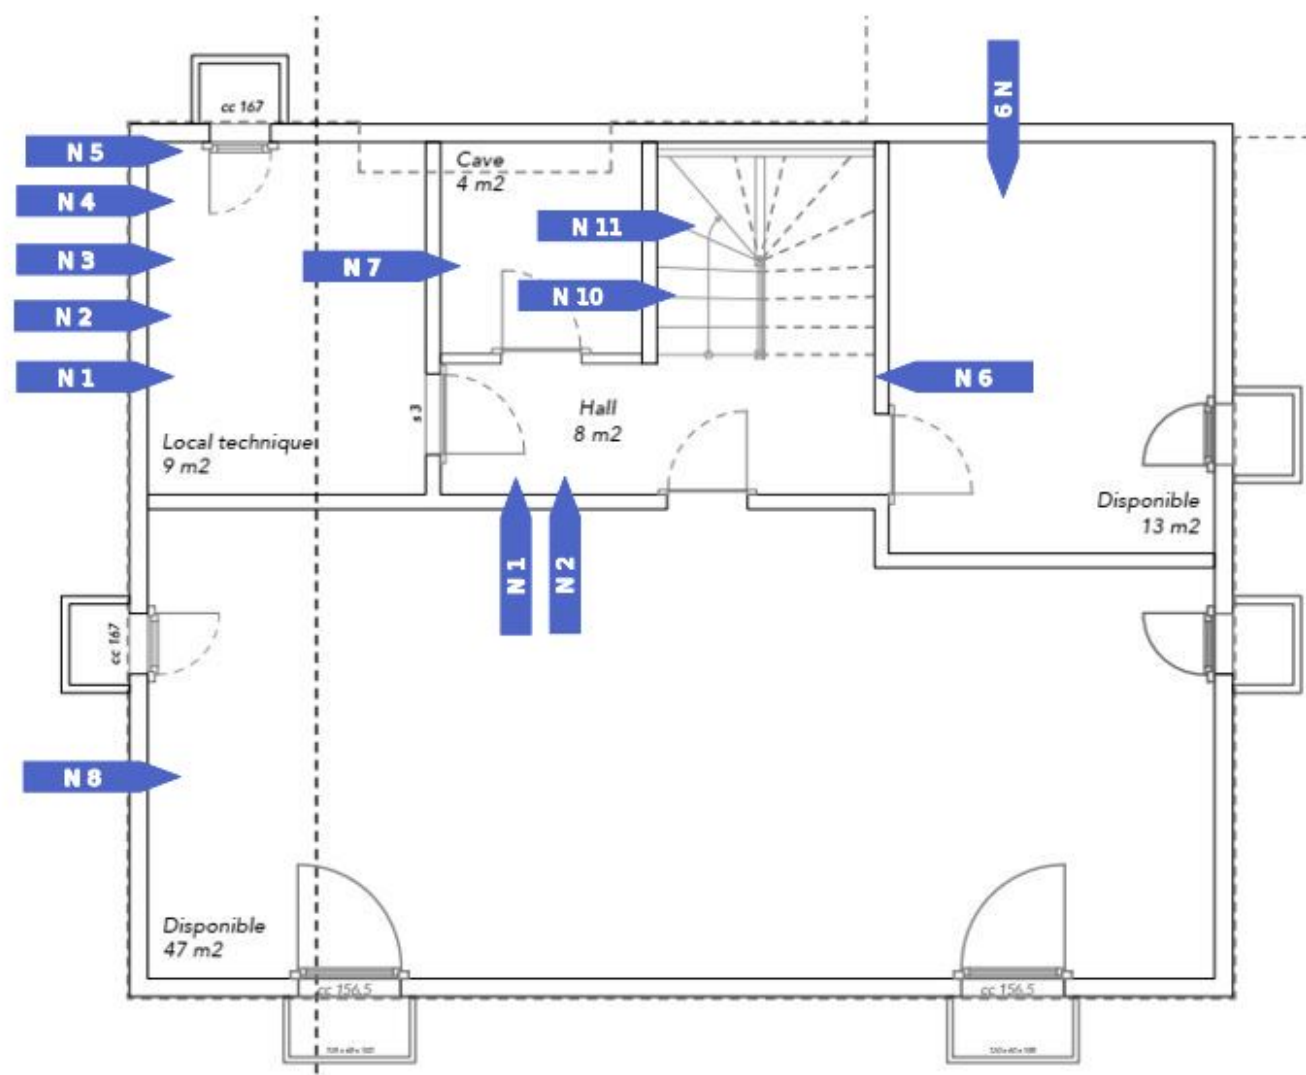 cc 167
N 9
N 5
Cave
4 m2
N 4
N 11
N 3
N 7
N 10
N 2
N 1
N 6
s 3
Hall
8 m2
Local technique
9 m2
Disponible
13 m2
N 1
N 2
cc 167
N 8
Disponible
47 m2
cc 156.5
cc 156.5